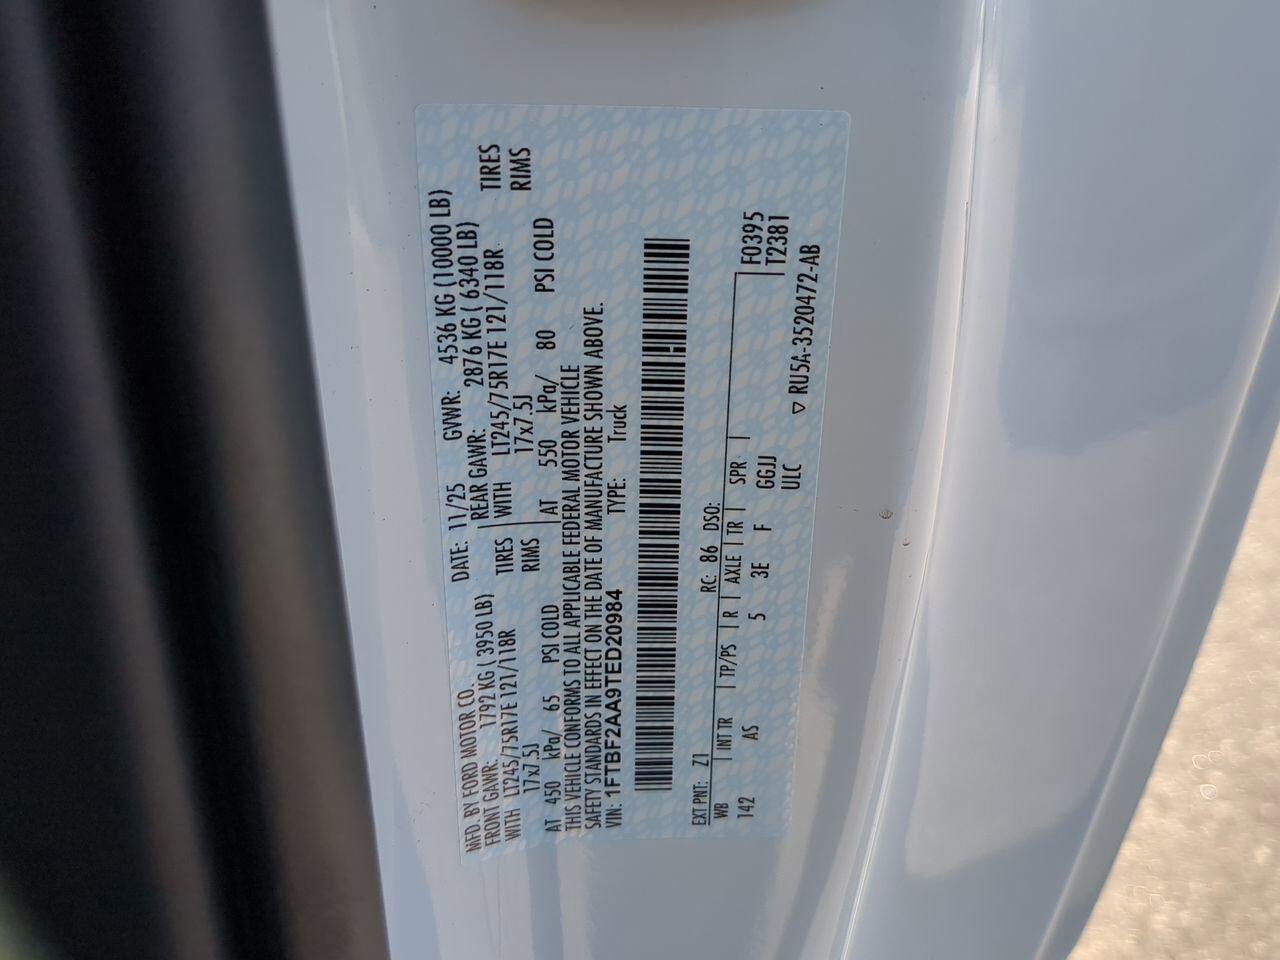 MFD. BY FORD MOTOR CO.
DATE: 11/25 GVWR: 4536 KG (10000 LB)
FRONT GAWR: 1792 KG ( 3950 LB) REAR GAWR: 2876 KG ( 6340 LB)
WITH LT245/75R17E 121/118R TIRES WITH LT245/75R17E 121/118R TIRES
17x7.5J RIMS 17x7.5J RIMS
AT 450 kPa/ 65 PSI COLD AT 550 kPa/ 80 PSI COLD
THIS VEHICLE CONFORMS TO ALL APPLICABLE FEDERAL MOTOR VEHICLE
SAFETY STANDARDS IN EFFECT ON THE DATE OF MANUFACTURE SHOWN ABOVE.
VIN: 1FTBF2AA9TED20984 TYPE: Truck
EXT PNT: Z1 RC: 86 DSO:
WB INT TR TP/PS R AXLE TR SPR F0395
142 AS 5 3E F GGJJ T2381
ULC ▽ RU5A-3520472-AB